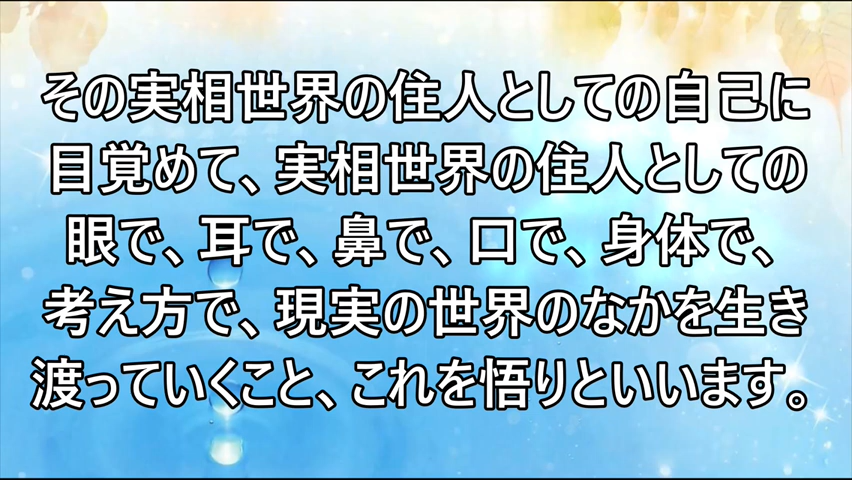 その実相世界の住人としての自己に
目覚めて、実相世界の住人としての
眼で、耳で、鼻で、口で、身体で、
考え方で、現実の世界のなかを生き
渡っていくこと、これを悟りといいます。